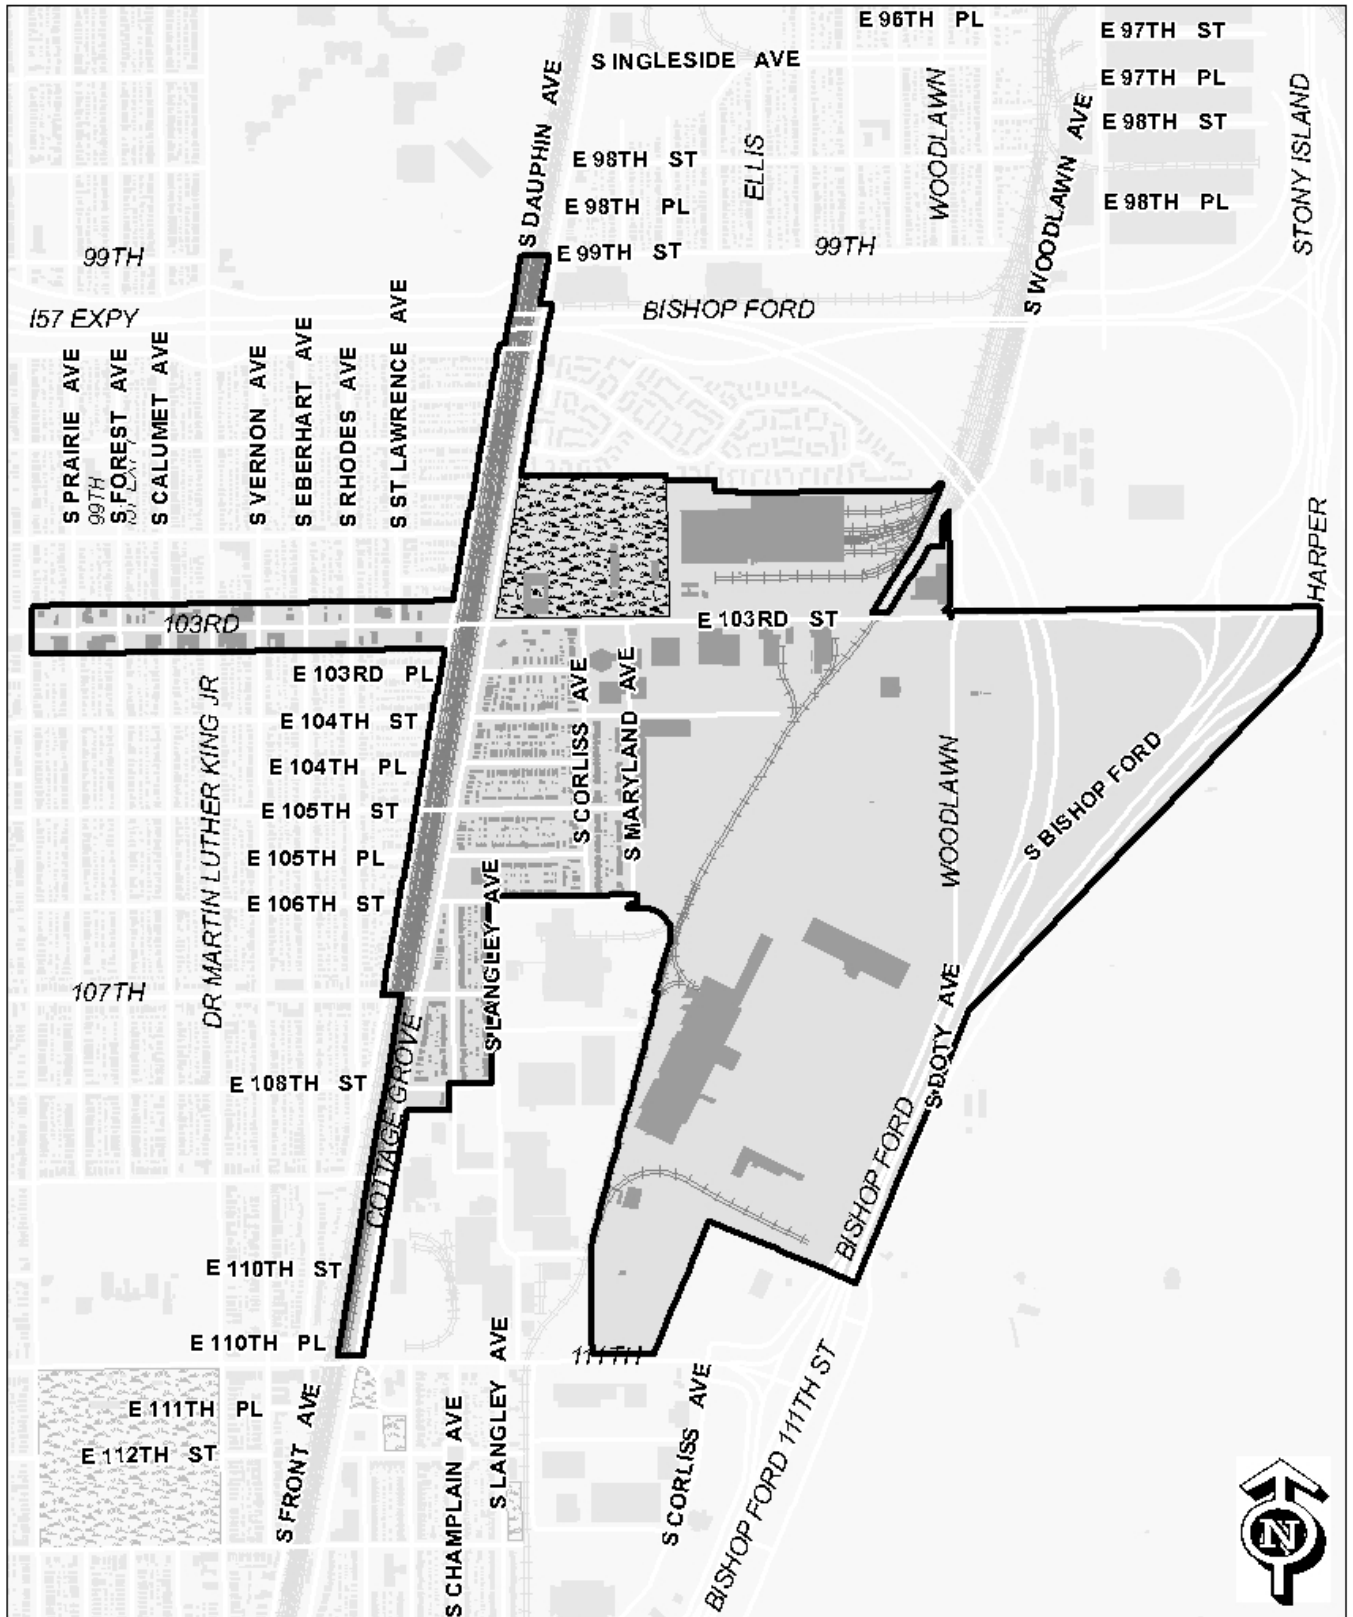 E 96TH PL
E 97TH ST
S INGLESIDE AVE
E 97TH PL
E 98TH ST
S DAUPHIN AVE
E 98TH ST
ELLIS
WOODLAWN
S WOODLAWN AVE
STONY ISLAND
E 98TH PL
E 98TH PL
99TH
E 99TH ST
99TH
I57 EXPY
BISHOP FORD
S PRAIRIE AVE
99TH
S FOREST AVE
S CALUMET AVE
S VERNON AVE
S EBERHART AVE
S RHODES AVE
S ST LAWRENCE AVE
HARPER
103RD
E 103RD ST
E 103RD PL
E 104TH ST
E 104TH PL
E 105TH ST
E 105TH PL
E 106TH ST
DR MARTIN LUTHER KING JR
S CORLISS AVE
S MARYLAND AVE
WOODLAWN
S BISHOP FORD
S LANGLEY AVE
107TH
S DOTY AVE
COTTAGE GROVE
E 108TH ST
BISHOP FORD
E 110TH ST
E 110TH PL
111TH
E 111TH PL
E 112TH ST
S FRONT AVE
S CHAMPLAIN AVE
S LANGLEY AVE
S CORLISS AVE
BISHOP FORD 111TH ST
N